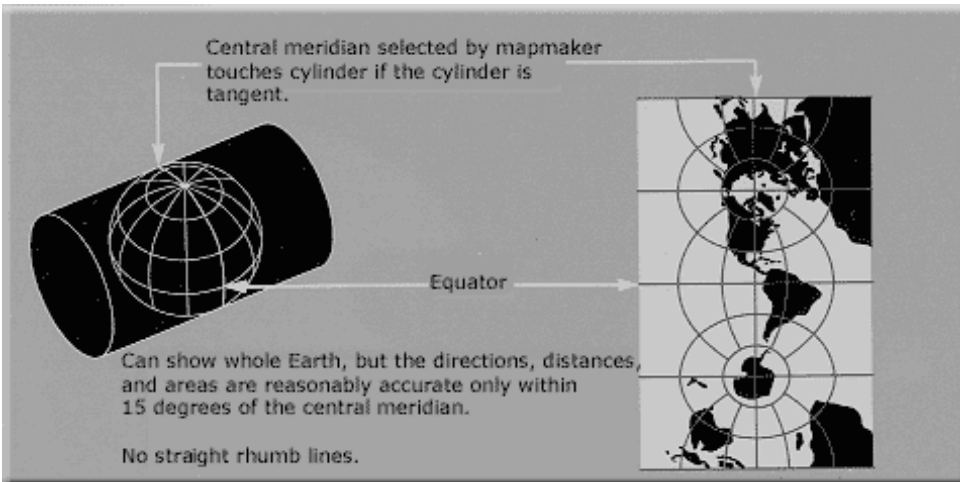 Central meridian selected by mapmaker
touches cylinder if the cylinder is
tangent.
Equator
Can show whole Earth, but the directions, distances,
and areas are reasonably accurate only within
15 degrees of the central meridian.
No straight rhumb lines.